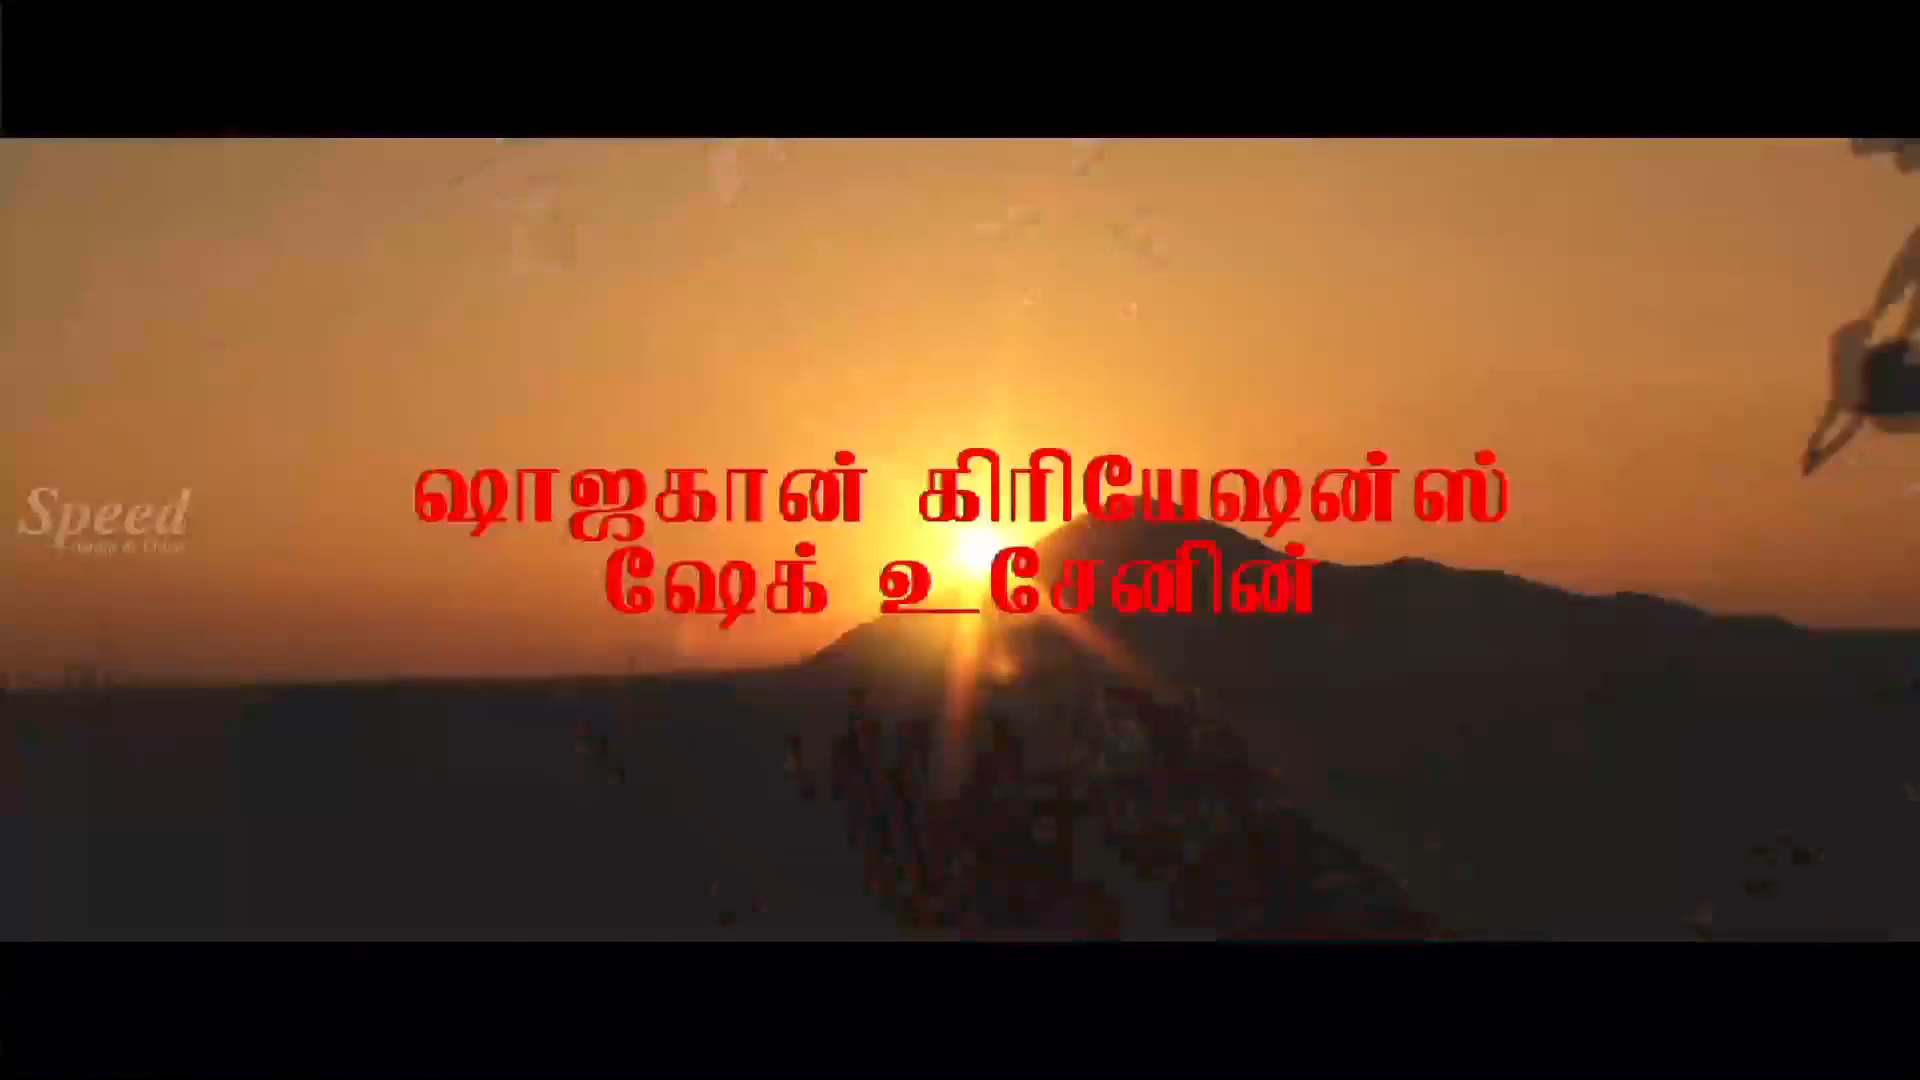 ஷாஜகான் கிரியேஷன்ஸ்
ஷேக் உசேனின்
Speed